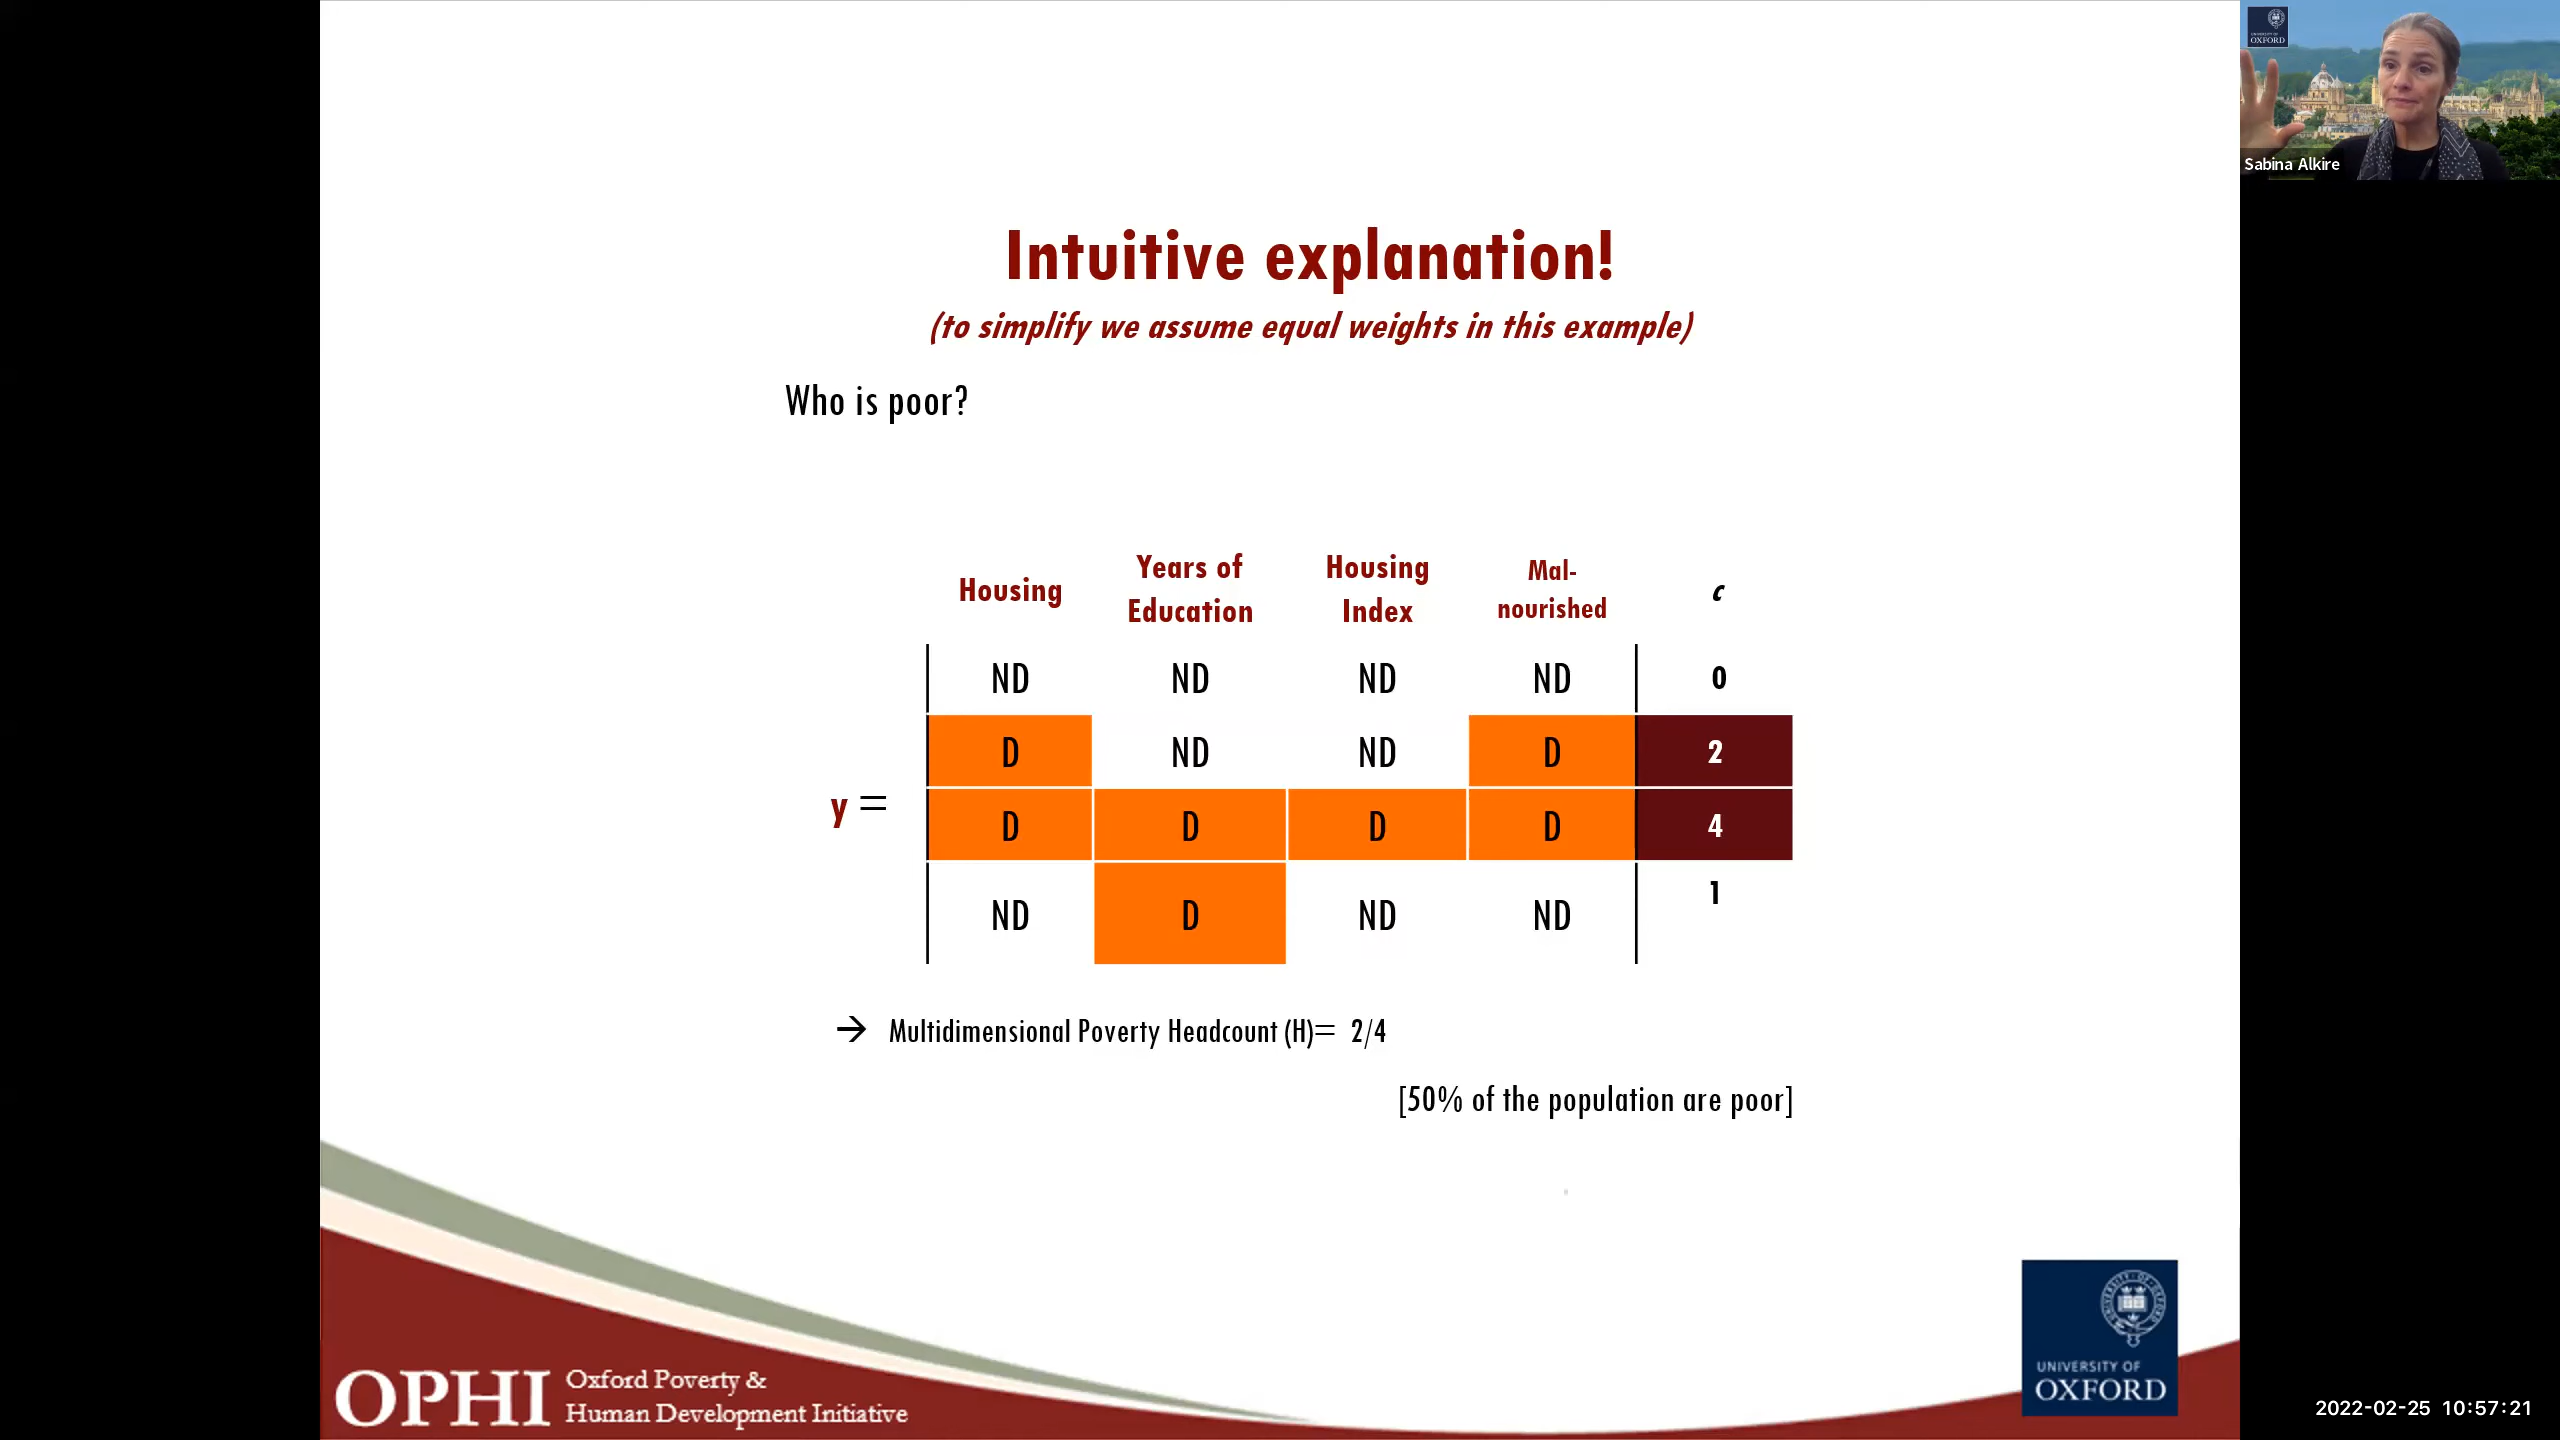 UNIVERSITY OF
OXFORD
Sabina Alkire
Intuitive explanation!
(to simplify we assume equal weights in this example)
Who is poor?
Housing
Years of
Education
Housing
Index
Mal-
nourished
c
ND ND ND ND 0
D ND ND D 2
y =
D D D D 4
ND D ND ND 1
→ Multidimensional Poverty Headcount (H)= 2/4
[50% of the population are poor]
OPHI
Oxford Poverty &
Human Development Initiative
UNIVERSITY OF
OXFORD
2022-02-25 10:57:21